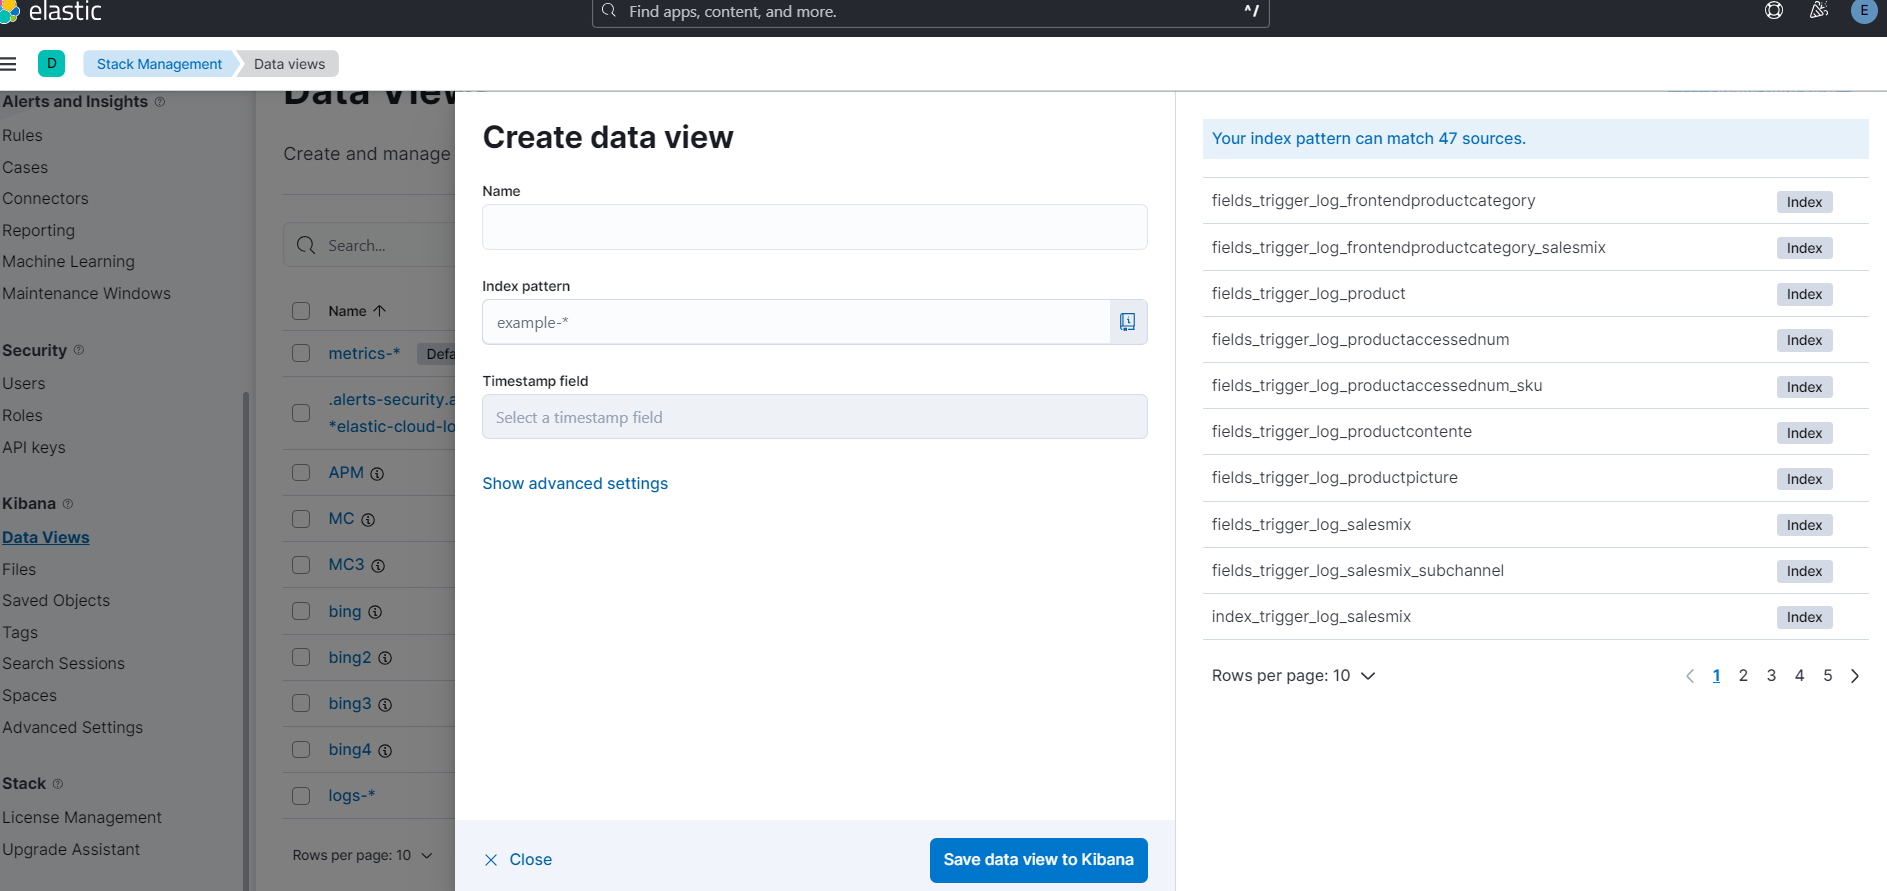 elastic
Find apps, content, and more.
^/
E
D
Stack Management
Data views
Alerts and Insights
Rules
Cases
Connectors
Reporting
Machine Learning
Maintenance Windows
Security
Users
Roles
API keys
Kibana
Data Views
Files
Saved Objects
Tags
Search Sessions
Spaces
Advanced Settings
Stack
License Management
Upgrade Assistant
Data View
Create and manage
Search...
Name
metrics-*
Defa
.alerts-security.a
*elastic-cloud-lo
APM
MC
MC3
bing
bing2
bing3
bing4
logs-*
Rows per page: 10
Create data view
Name
Index pattern
example-*
Timestamp field
Select a timestamp field
Show advanced settings
Close
Save data view to Kibana
Your index pattern can match 47 sources.
fields_trigger_log_frontendproductcategory Index
fields_trigger_log_frontendproductcategory_salesmix Index
fields_trigger_log_product Index
fields_trigger_log_productaccessednum Index
fields_trigger_log_productaccessednum_sku Index
fields_trigger_log_productcontente Index
fields_trigger_log_productpicture Index
fields_trigger_log_salesmix Index
fields_trigger_log_salesmix_subchannel Index
index_trigger_log_salesmix Index
Rows per page: 10
1 2 3 4 5